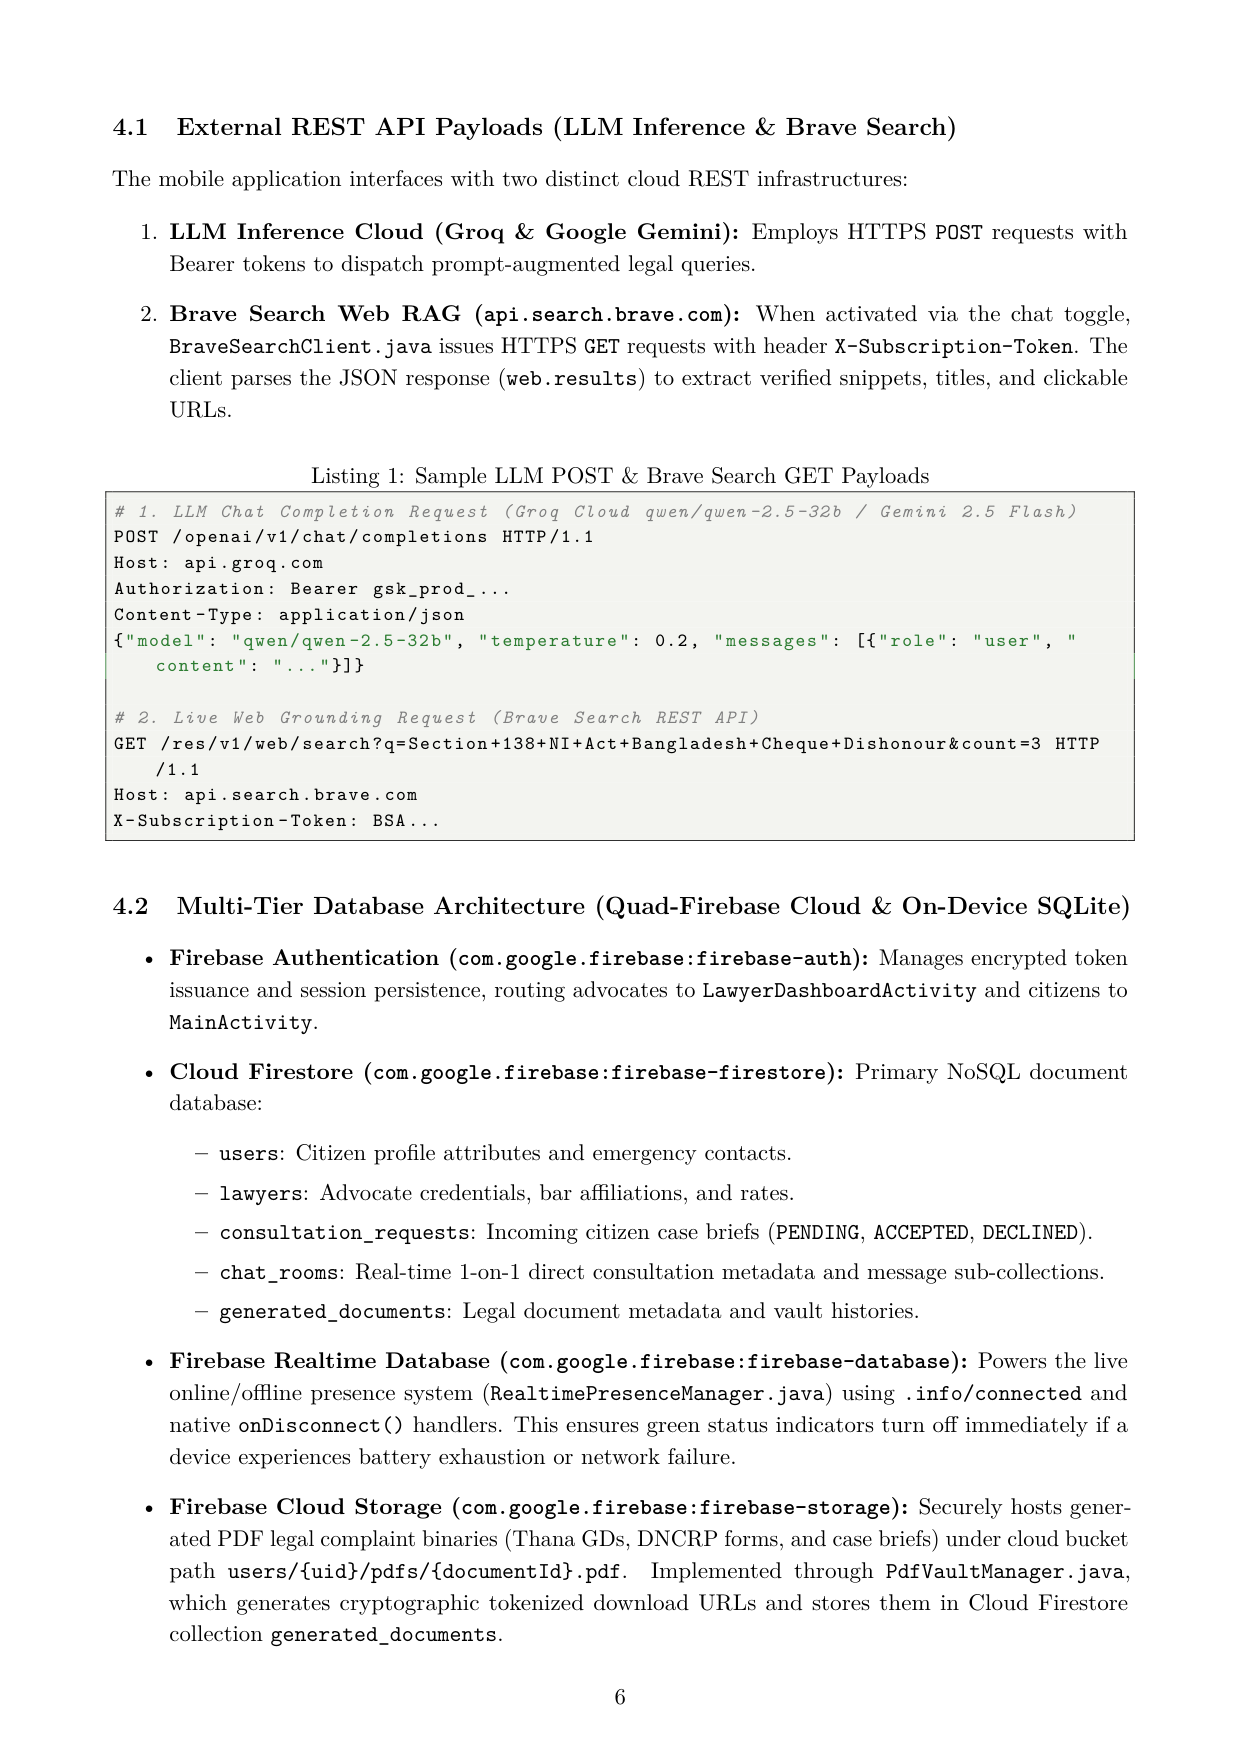 4.1 External REST API Payloads (LLM Inference & Brave Search)
The mobile application interfaces with two distinct cloud REST infrastructures:
1. LLM Inference Cloud (Groq & Google Gemini): Employs HTTPS POST requests with
Bearer tokens to dispatch prompt-augmented legal queries.
2. Brave Search Web RAG (api.search.brave.com): When activated via the chat toggle,
BraveSearchClient.java issues HTTPS GET requests with header X-Subscription-Token. The
client parses the JSON response (web.results) to extract verified snippets, titles, and clickable
URLs.
Listing 1: Sample LLM POST & Brave Search GET Payloads
# 1. LLM Chat Completion Request (Groq Cloud qwen/qwen-2.5-32b / Gemini 2.5 Flash)
POST /openai/v1/chat/completions HTTP/1.1
Host: api.groq.com
Authorization: Bearer gsk_prod_...
Content-Type: application/json
{"model": "qwen/qwen-2.5-32b", "temperature": 0.2, "messages": [{"role": "user", "
content": "..."}]}
# 2. Live Web Grounding Request (Brave Search REST API)
GET /res/v1/web/search?q=Section+138+NI+Act+Bangladesh+Cheque+Dishonour&count=3 HTTP
/1.1
Host: api.search.brave.com
X-Subscription-Token: BSA...
4.2 Multi-Tier Database Architecture (Quad-Firebase Cloud & On-Device SQLite)
• Firebase Authentication (com.google.firebase:firebase-auth): Manages encrypted token
issuance and session persistence, routing advocates to LawyerDashboardActivity and citizens to
MainActivity.
• Cloud Firestore (com.google.firebase:firebase-firestore): Primary NoSQL document
database:
– users: Citizen profile attributes and emergency contacts.
– lawyers: Advocate credentials, bar affiliations, and rates.
– consultation_requests: Incoming citizen case briefs (PENDING, ACCEPTED, DECLINED).
– chat_rooms: Real-time 1-on-1 direct consultation metadata and message sub-collections.
– generated_documents: Legal document metadata and vault histories.
• Firebase Realtime Database (com.google.firebase:firebase-database): Powers the live
online/offline presence system (RealtimePresenceManager.java) using .info/connected and
native onDisconnect() handlers. This ensures green status indicators turn off immediately if a
device experiences battery exhaustion or network failure.
• Firebase Cloud Storage (com.google.firebase:firebase-storage): Securely hosts gener-
ated PDF legal complaint binaries (Thana GDs, DNCRP forms, and case briefs) under cloud bucket
path users/{uid}/pdfs/{documentId}.pdf. Implemented through PdfVaultManager.java,
which generates cryptographic tokenized download URLs and stores them in Cloud Firestore
collection generated_documents.
6